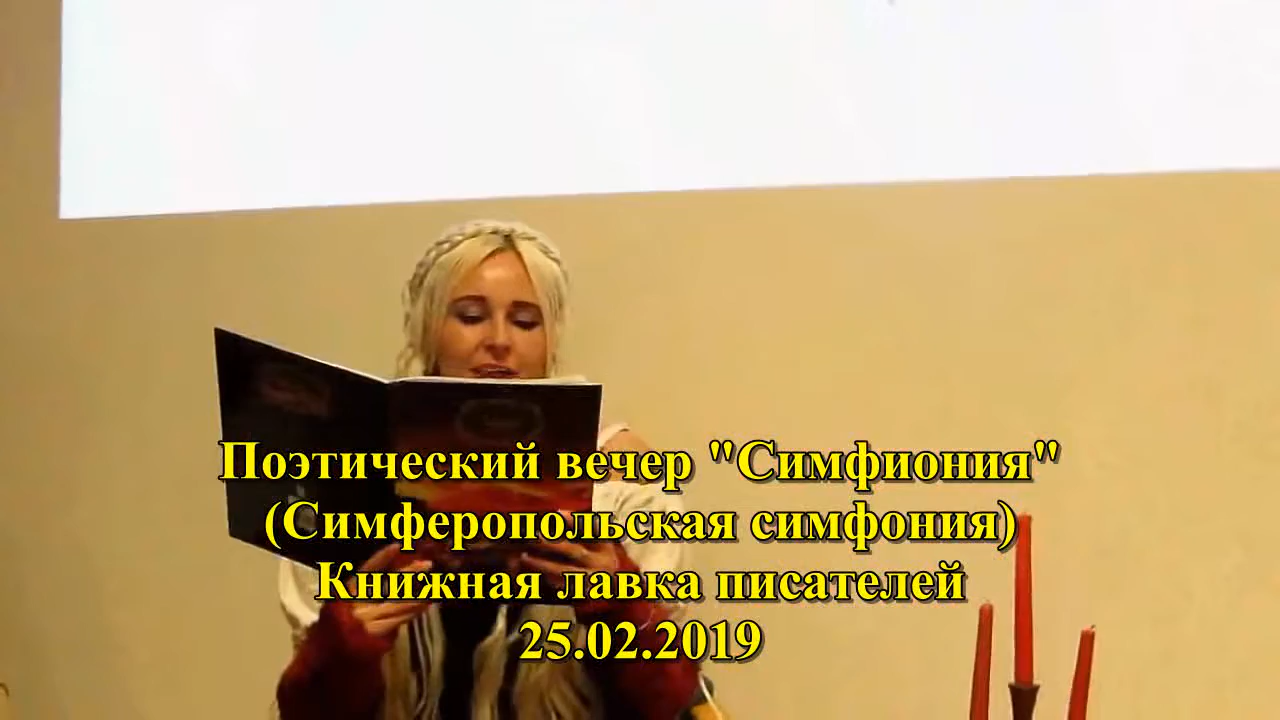 Поэтический вечер "Симфиония"
(Симферопольская симфония)
Книжная лавка писателей
25.02.2019